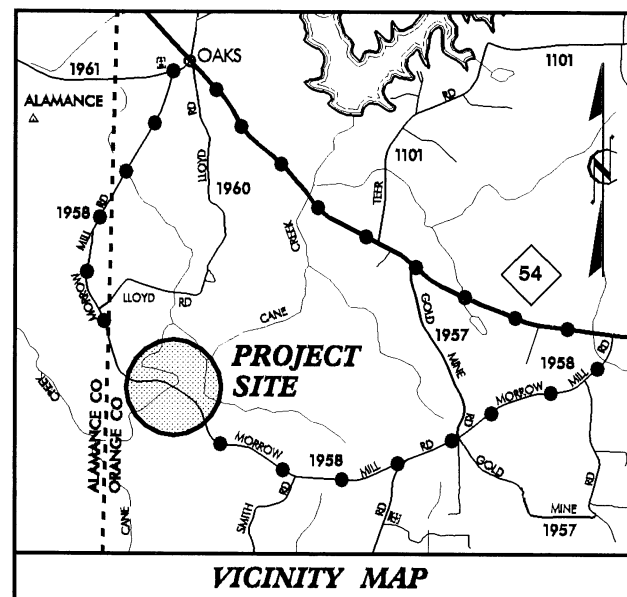 OAKS
1961
ALAMANCE
RD
LLOYD
1960
1101
RD
1101
TEER
1958
RD
MILL
MORROW
LLOYD RD
CREEK
CANE
54
GOLD
MINE
RD
1957
1958
RD
MORROW MILL
PROJECT
SITE
CREEK
ALAMANCE CO
ORANGE CO
CANE
MORROW
1958
MILL
RD
SMITH
RD
RD
GOLD
MINE
RD
1957
VICINITY MAP